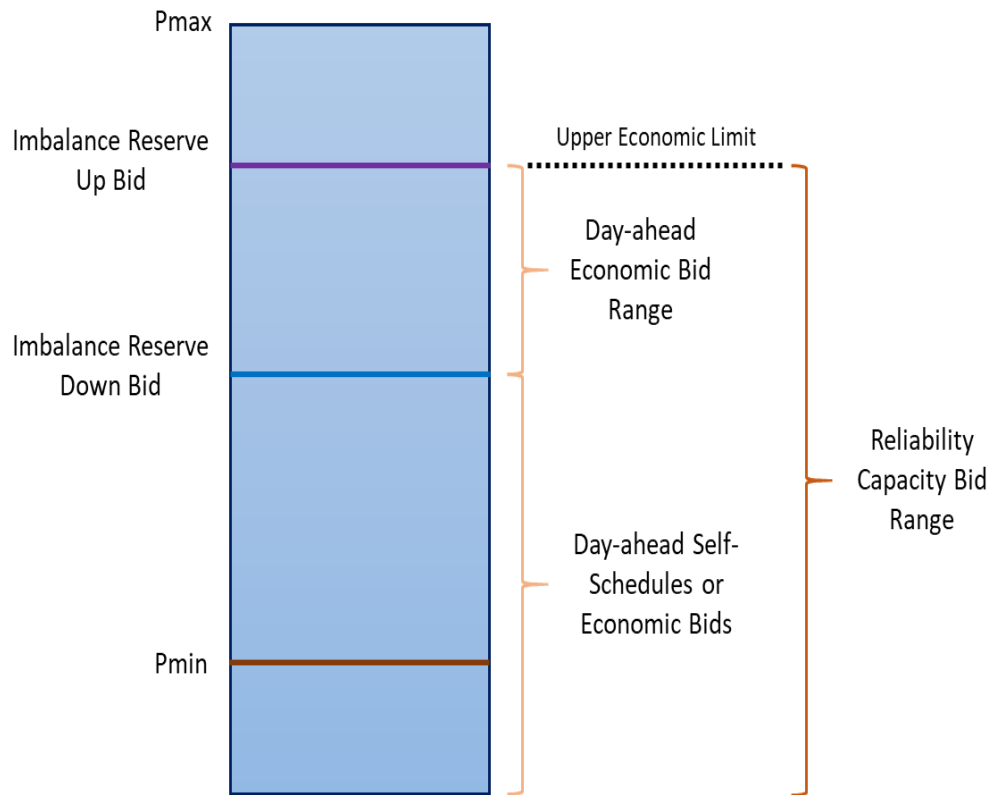 Pmax
Imbalance Reserve
Up Bid
Upper Economic Limit
Day-ahead
Economic Bid
Range
Imbalance Reserve
Down Bid
Reliability
Capacity Bid
Range
Day-ahead Self-
Schedules or
Economic Bids
Pmin